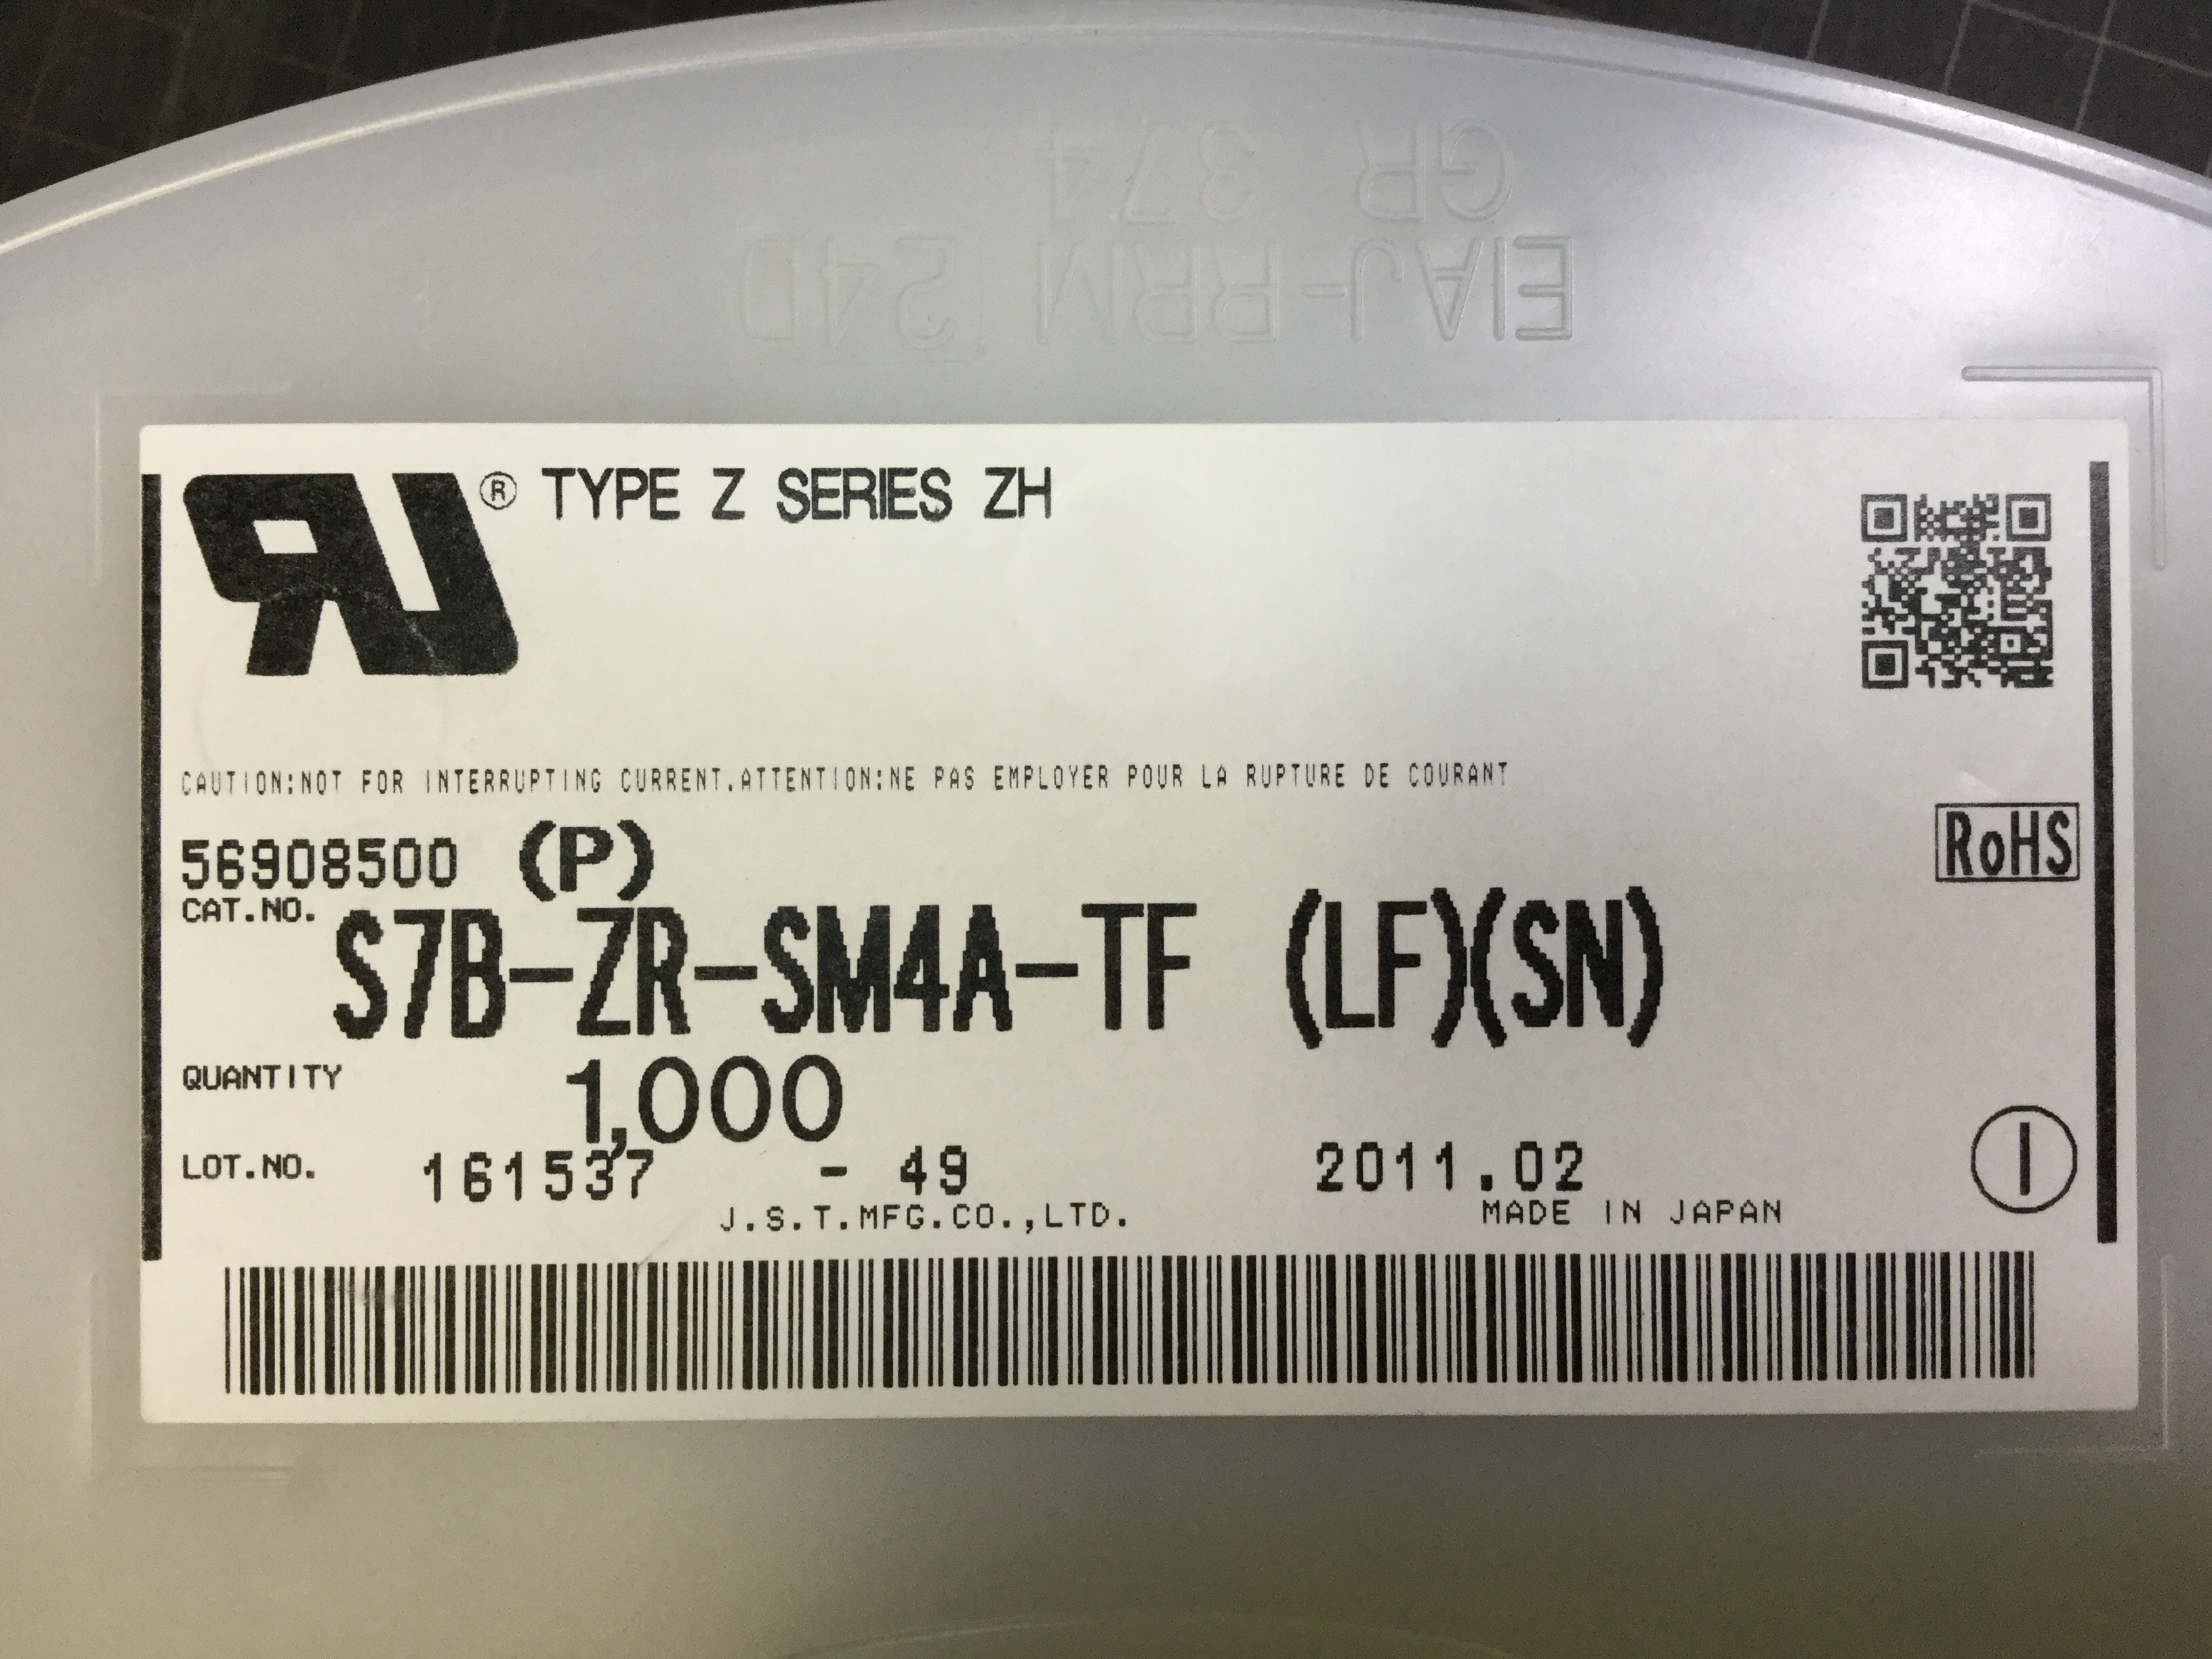 GR 374
EIAJ-RRM 24D
® TYPE Z SERIES ZH
CAUTION:NOT FOR INTERRUPTING CURRENT.ATTENTION:NE PAS EMPLOYER POUR LA RUPTURE DE COURANT
56908500 (P)
RoHS
CAT.NO. S7B-ZR-SM4A-TF (LF)(SN)
QUANTITY 1,000
LOT.NO. 161537 - 49 2011.02
J.S.T.MFG.CO.,LTD. MADE IN JAPAN